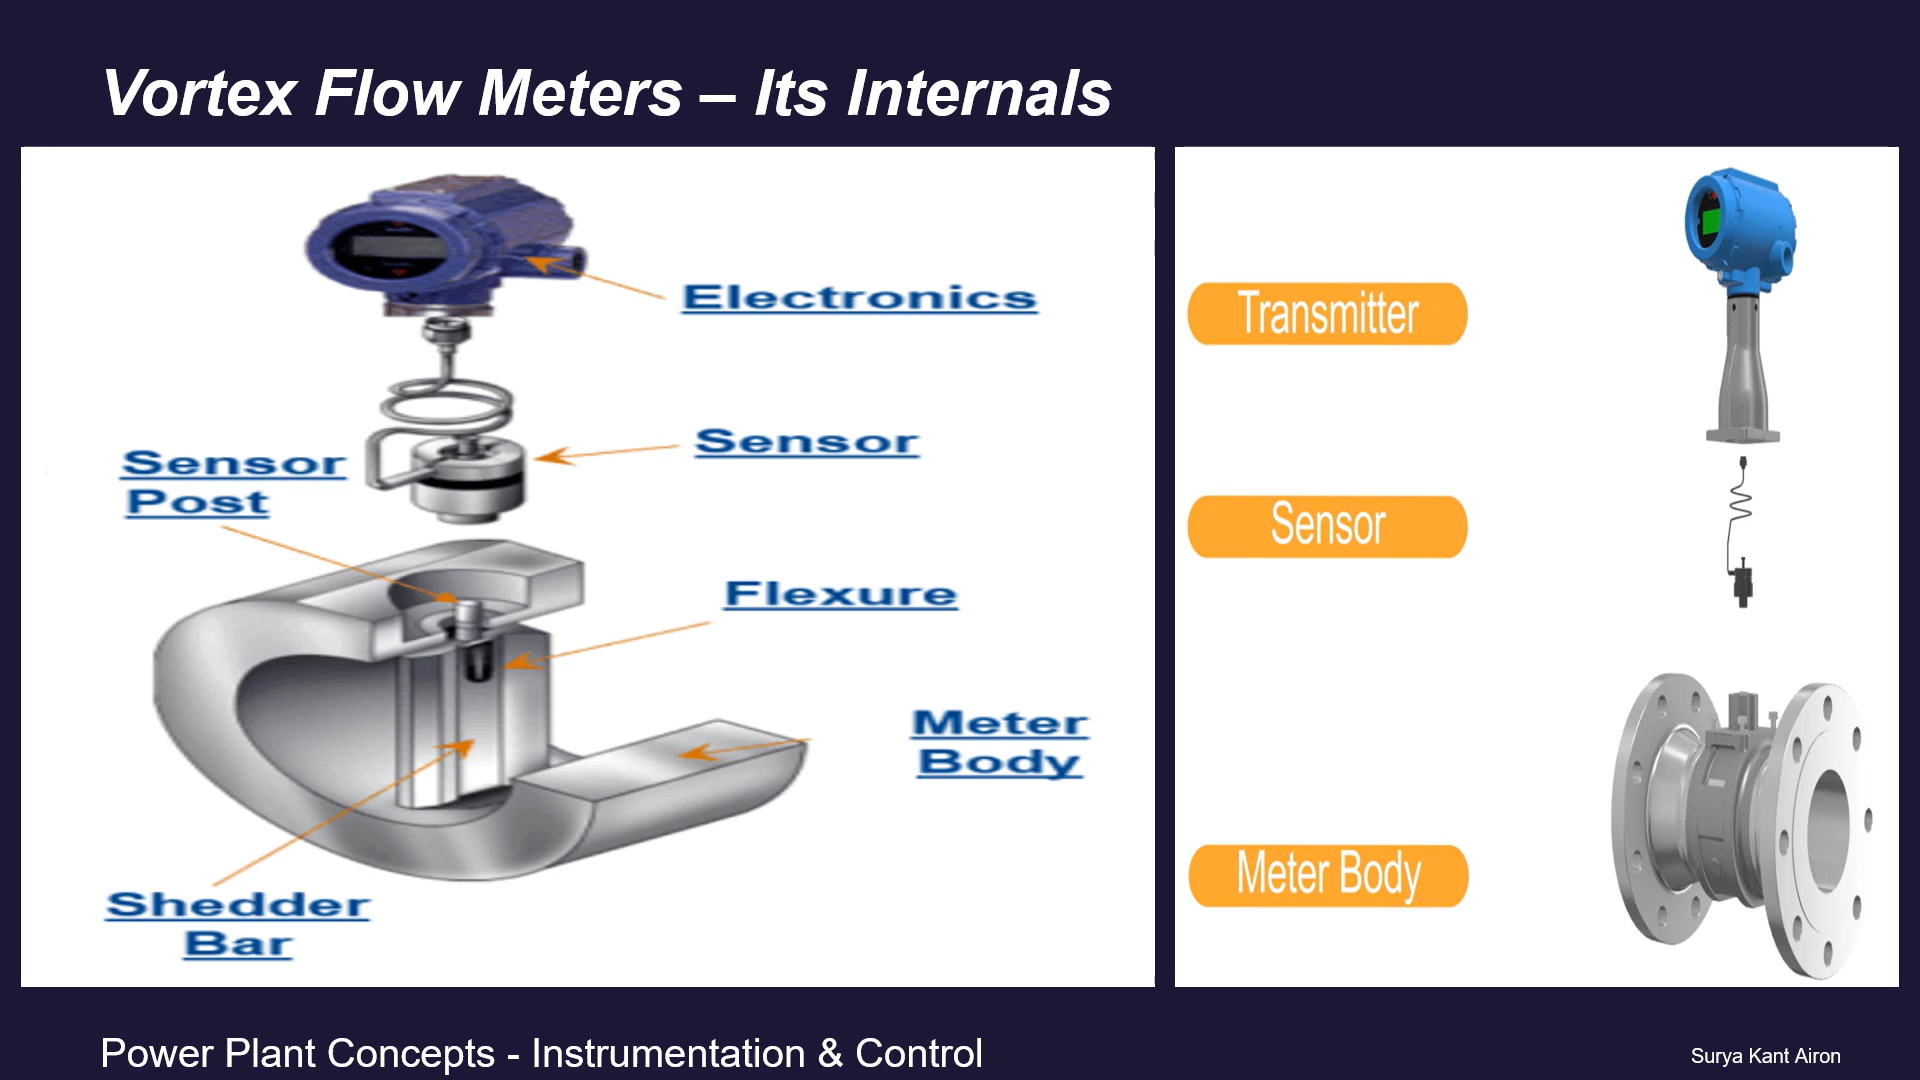 Vortex Flow Meters – Its Internals
Electronics
Sensor
Sensor
Post
Flexure
Meter
Body
Shedder
Bar
Transmitter
Sensor
Meter Body
Power Plant Concepts - Instrumentation & Control
Surya Kant Airon